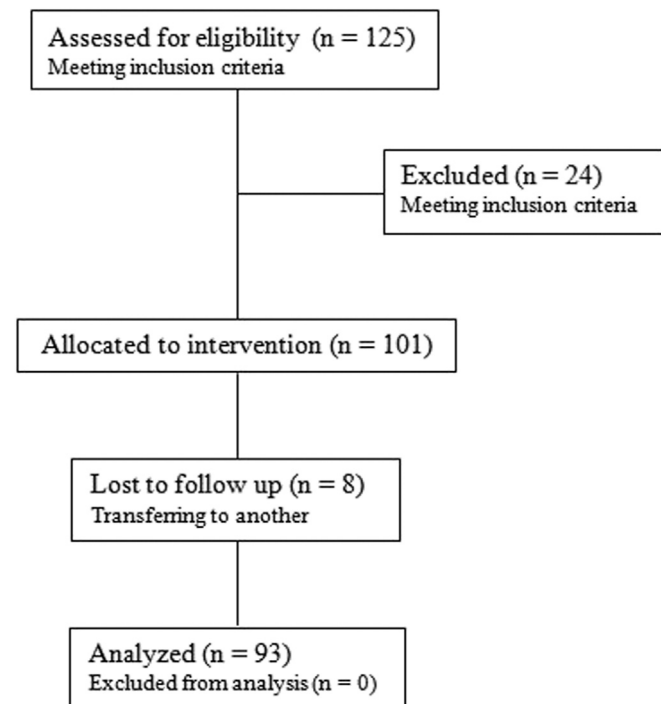 Assessed for eligibility (n = 125)
Meeting inclusion criteria
Excluded (n = 24)
Meeting inclusion criteria
Allocated to intervention (n = 101)
Lost to follow up (n = 8)
Transferring to another
Analyzed (n = 93)
Excluded from analysis (n = 0)